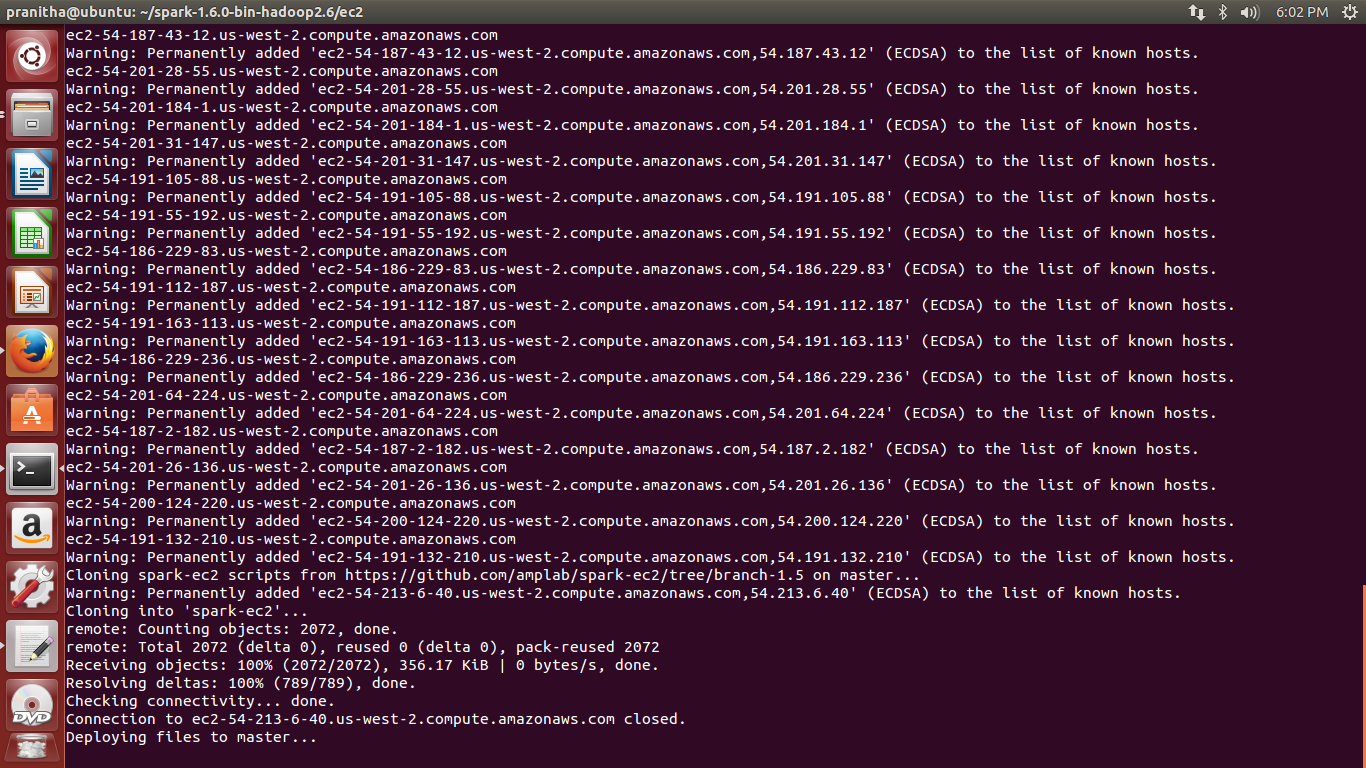 pranitha@ubuntu: ~/spark-1.6.0-bin-hadoop2.6/ec2
6:02 PM
ec2-54-187-43-12.us-west-2.compute.amazonaws.com
Warning: Permanently added 'ec2-54-187-43-12.us-west-2.compute.amazonaws.com,54.187.43.12' (ECDSA) to the list of known hosts.
ec2-54-201-28-55.us-west-2.compute.amazonaws.com
Warning: Permanently added 'ec2-54-201-28-55.us-west-2.compute.amazonaws.com,54.201.28.55' (ECDSA) to the list of known hosts.
ec2-54-201-184-1.us-west-2.compute.amazonaws.com
Warning: Permanently added 'ec2-54-201-184-1.us-west-2.compute.amazonaws.com,54.201.184.1' (ECDSA) to the list of known hosts.
ec2-54-201-31-147.us-west-2.compute.amazonaws.com
Warning: Permanently added 'ec2-54-201-31-147.us-west-2.compute.amazonaws.com,54.201.31.147' (ECDSA) to the list of known hosts.
ec2-54-191-105-88.us-west-2.compute.amazonaws.com
Warning: Permanently added 'ec2-54-191-105-88.us-west-2.compute.amazonaws.com,54.191.105.88' (ECDSA) to the list of known hosts.
ec2-54-191-55-192.us-west-2.compute.amazonaws.com
Warning: Permanently added 'ec2-54-191-55-192.us-west-2.compute.amazonaws.com,54.191.55.192' (ECDSA) to the list of known hosts.
ec2-54-186-229-83.us-west-2.compute.amazonaws.com
Warning: Permanently added 'ec2-54-186-229-83.us-west-2.compute.amazonaws.com,54.186.229.83' (ECDSA) to the list of known hosts.
ec2-54-191-112-187.us-west-2.compute.amazonaws.com
Warning: Permanently added 'ec2-54-191-112-187.us-west-2.compute.amazonaws.com,54.191.112.187' (ECDSA) to the list of known hosts.
ec2-54-191-163-113.us-west-2.compute.amazonaws.com
Warning: Permanently added 'ec2-54-191-163-113.us-west-2.compute.amazonaws.com,54.191.163.113' (ECDSA) to the list of known hosts.
ec2-54-186-229-236.us-west-2.compute.amazonaws.com
Warning: Permanently added 'ec2-54-186-229-236.us-west-2.compute.amazonaws.com,54.186.229.236' (ECDSA) to the list of known hosts.
ec2-54-201-64-224.us-west-2.compute.amazonaws.com
Warning: Permanently added 'ec2-54-201-64-224.us-west-2.compute.amazonaws.com,54.201.64.224' (ECDSA) to the list of known hosts.
ec2-54-187-2-182.us-west-2.compute.amazonaws.com
Warning: Permanently added 'ec2-54-187-2-182.us-west-2.compute.amazonaws.com,54.187.2.182' (ECDSA) to the list of known hosts.
ec2-54-201-26-136.us-west-2.compute.amazonaws.com
Warning: Permanently added 'ec2-54-201-26-136.us-west-2.compute.amazonaws.com,54.201.26.136' (ECDSA) to the list of known hosts.
ec2-54-200-124-220.us-west-2.compute.amazonaws.com
Warning: Permanently added 'ec2-54-200-124-220.us-west-2.compute.amazonaws.com,54.200.124.220' (ECDSA) to the list of known hosts.
ec2-54-191-132-210.us-west-2.compute.amazonaws.com
Warning: Permanently added 'ec2-54-191-132-210.us-west-2.compute.amazonaws.com,54.191.132.210' (ECDSA) to the list of known hosts.
Cloning spark-ec2 scripts from https://github.com/amplab/spark-ec2/tree/branch-1.5 on master...
Warning: Permanently added 'ec2-54-213-6-40.us-west-2.compute.amazonaws.com,54.213.6.40' (ECDSA) to the list of known hosts.
Cloning into 'spark-ec2'...
remote: Counting objects: 2072, done.
remote: Total 2072 (delta 0), reused 0 (delta 0), pack-reused 2072
Receiving objects: 100% (2072/2072), 356.17 KiB | 0 bytes/s, done.
Resolving deltas: 100% (789/789), done.
Checking connectivity... done.
Connection to ec2-54-213-6-40.us-west-2.compute.amazonaws.com closed.
Deploying files to master...
A
>_
a
DVD